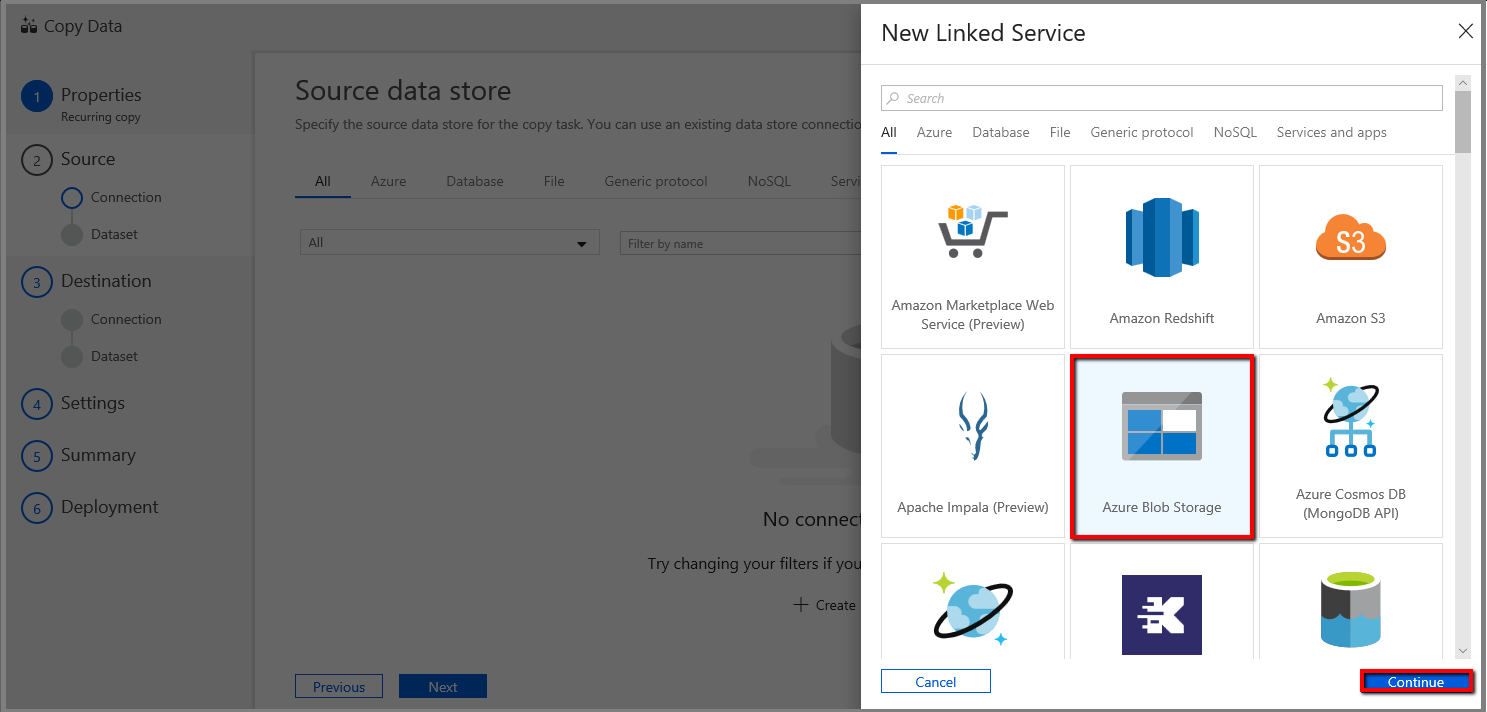 Copy Data
1
Properties
Recurring copy
2
Source
Connection
Dataset
3
Destination
Connection
Dataset
4
Settings
5
Summary
6
Deployment
Source data store
Specify the source data store for the copy task. You can use an existing data store connectio
All Azure Database File Generic protocol NoSQL Servi
All
Filter by name
No connect
Try changing your filters if you
Create
Previous
Next
New Linked Service
Search
All Azure Database File Generic protocol NoSQL Services and apps
Amazon Marketplace Web
Service (Preview)
Amazon Redshift
S3
Amazon S3
Apache Impala (Preview)
Azure Blob Storage
Azure Cosmos DB
(MongoDB API)
Cancel
Continue